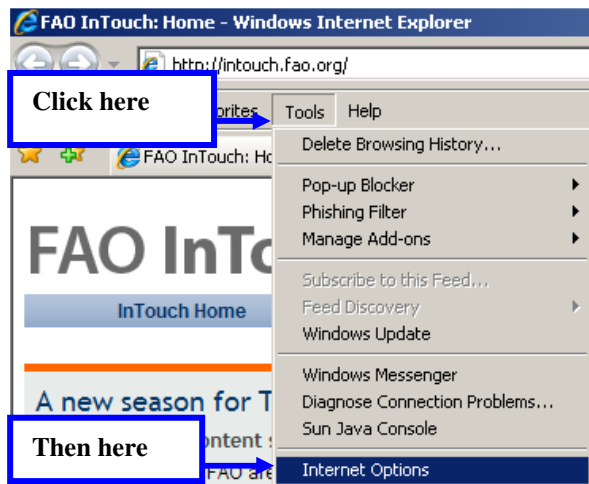 FAO InTouch: Home - Windows Internet Explorer
http://intouch.fao.org/
Click here
Tools Help
FAO InTouch: Ho
Delete Browsing History...
Pop-up Blocker
Phishing Filter
Manage Add-ons
Subscribe to this Feed...
Feed Discovery
Windows Update
Windows Messenger
Diagnose Connection Problems...
Sun Java Console
Internet Options
FAO InTo
InTouch Home
A new season for T
Then here
ontent
FAO are